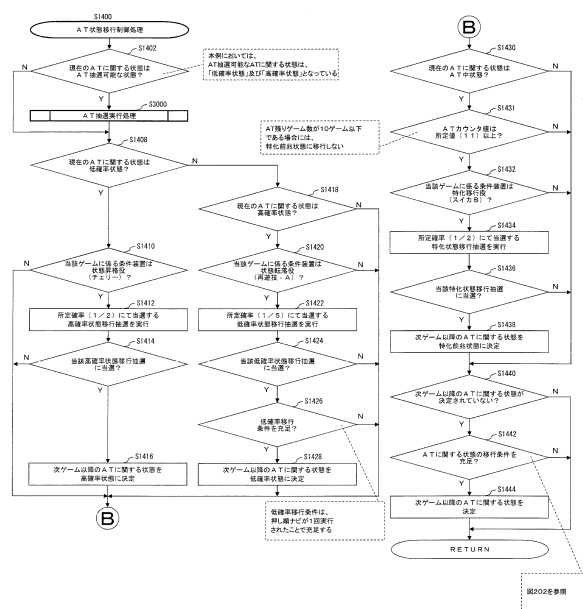 S1400
AT状態移行制御処理
S1402
現在のATに関する状態は
AT抽選可能な状態?
N
Y
本例においては、
AT抽選可能なATに関する状態は、
「低確率状態」及び「高確率状態」となっている
S3000
AT抽選実行処理
S1408
現在のATに関する状態は
低確率状態?
N
Y
S1418
現在のATに関する状態は
高確率状態?
N
Y
S1410
当該ゲームに係る条件装置は
状態昇格役
(チェリー)?
N
Y
S1412
所定確率(1/2)にて当選する
高確率状態移行抽選を実行
S1414
当該高確率状態移行抽選
に当選?
N
Y
S1416
次ゲーム以降のATに関する状態を
高確率状態に決定
S1420
当該ゲームに係る条件装置は
状態転落役
(再遊技-A)?
N
Y
S1422
所定確率(1/5)にて当選する
低確率状態移行抽選を実行
S1424
当該低確率状態移行抽選
に当選?
N
Y
S1426
低確率移行
条件を充足?
N
Y
S1428
次ゲーム以降のATに関する状態を
低確率状態に決定
B
低確率移行条件は、
押し順ナビが1回実行
されたことで充足する
B
S1430
現在のATに関する状態は
AT中状態?
N
Y
S1431
ATカウンタ値は
所定値(11)以上?
N
Y
AT残りゲーム数が10ゲーム以下
である場合には、
特化前兆状態に移行しない
S1432
当該ゲームに係る条件装置は
特化移行役
(スイカB)?
N
Y
S1434
所定確率(1/2)にて当選する
特化状態移行抽選を実行
S1436
当該特化状態移行抽選
に当選?
N
Y
S1438
次ゲーム以降のATに関する状態を
特化前兆状態に決定
S1440
次ゲーム以降のATに関する状態が
決定されていない?
N
Y
S1442
ATに関する状態の移行条件を
充足?
N
Y
S1444
次ゲーム以降のATに関する状態を
決定
RETURN
図202を参照